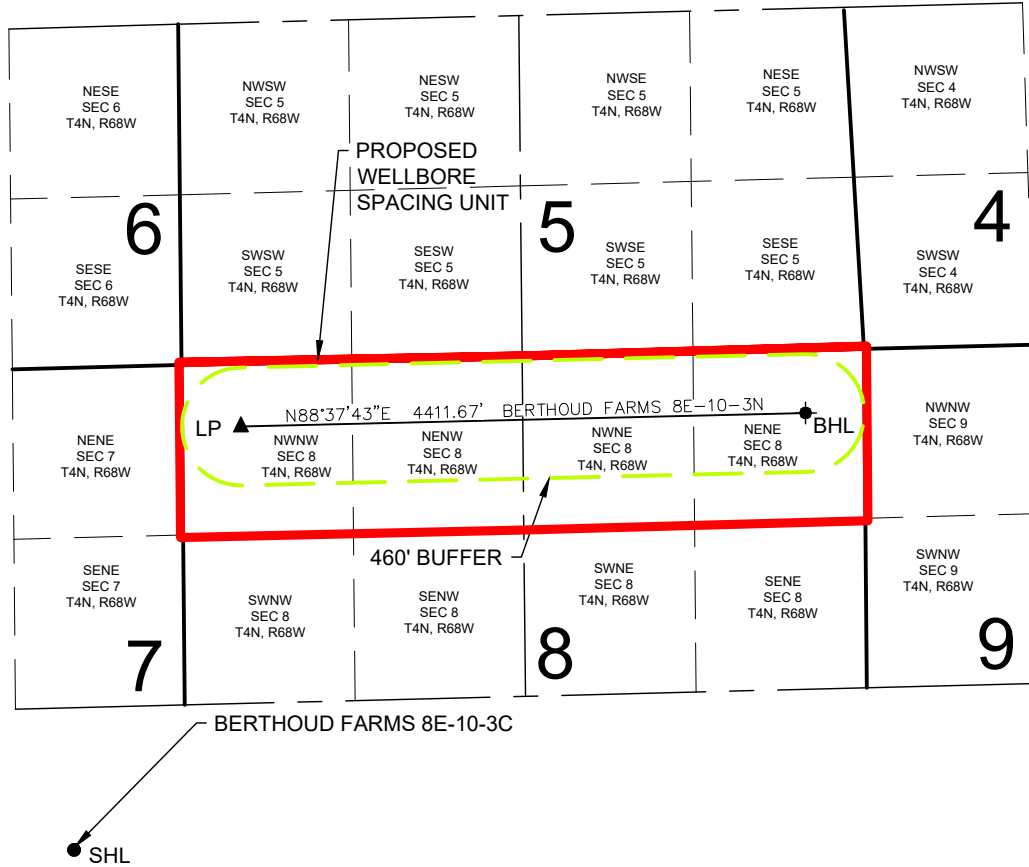 NESE
SEC 6
T4N, R68W
NWSW
SEC 5
T4N, R68W
NESW
SEC 5
T4N, R68W
NWSE
SEC 5
T4N, R68W
NESE
SEC 5
T4N, R68W
NWSW
SEC 4
T4N, R68W
PROPOSED
WELLBORE
SPACING UNIT
6
5
4
SESE
SEC 6
T4N, R68W
SWSW
SEC 5
T4N, R68W
SESW
SEC 5
T4N, R68W
SWSE
SEC 5
T4N, R68W
SESE
SEC 5
T4N, R68W
SWSW
SEC 4
T4N, R68W
LP
N88°37'43"E 4411.67' BERTHOUD FARMS 8E-10-3N
BHL
NENE
SEC 7
T4N, R68W
NWNW
SEC 8
T4N, R68W
NENW
SEC 8
T4N, R68W
NWNE
SEC 8
T4N, R68W
NENE
SEC 8
T4N, R68W
NWNW
SEC 9
T4N, R68W
460' BUFFER
SENE
SEC 7
T4N, R68W
SWNW
SEC 8
T4N, R68W
SENW
SEC 8
T4N, R68W
SWNE
SEC 8
T4N, R68W
SENE
SEC 8
T4N, R68W
SWNW
SEC 9
T4N, R68W
7
8
9
BERTHOUD FARMS 8E-10-3C
SHL